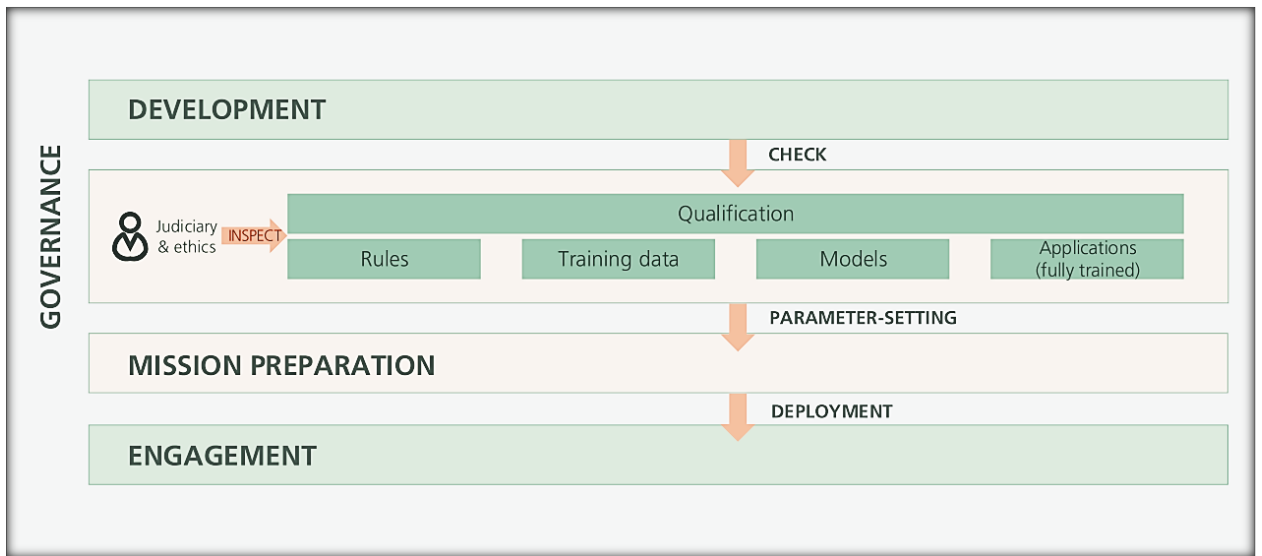 GOVERNANCE
DEVELOPMENT
CHECK
Judiciary
& ethics
INSPECT
Qualification
Rules
Training data
Models
Applications
(fully trained)
PARAMETER-SETTING
MISSION PREPARATION
DEPLOYMENT
ENGAGEMENT